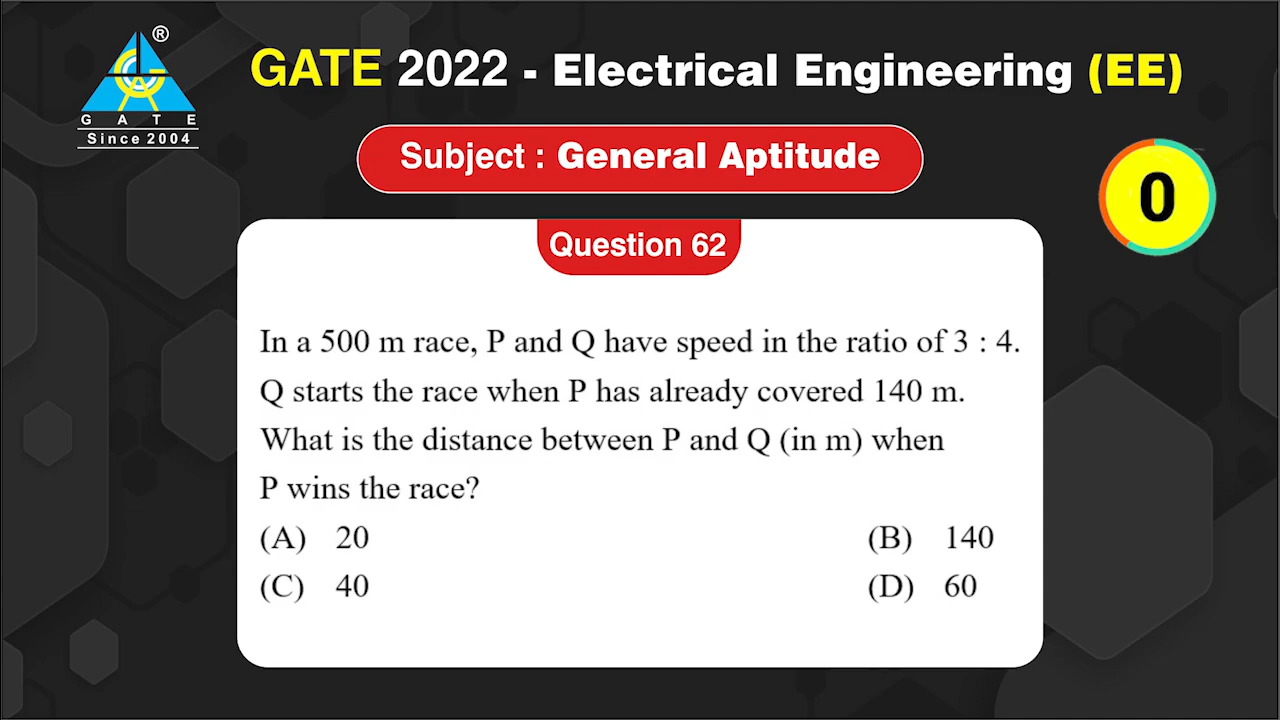 ®
GATE
Since 2004
GATE 2022 - Electrical Engineering (EE)
Subject : General Aptitude
0
Question 62
In a 500 m race, P and Q have speed in the ratio of 3 : 4.
Q starts the race when P has already covered 140 m.
What is the distance between P and Q (in m) when
P wins the race?
(A) 20 (B) 140
(C) 40 (D) 60